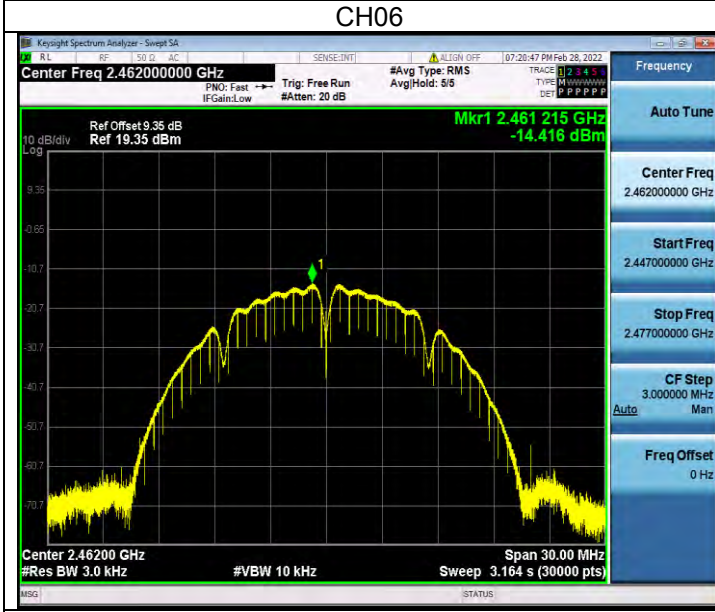 CH06
Keysight Spectrum Analyzer - Swept SA
RL RF 50 Ω AC SENSE:INT ALIGN OFF 07:20:47 PM Feb 28, 2022
Center Freq 2.462000000 GHz
PNO: Fast
IFGain:Low
Trig: Free Run
#Atten: 20 dB
#Avg Type: RMS
Avg|Hold: 5/5
TRACE 1 2 3 4 5 6
TYPE M WWWWW
DET P P P P P P
Ref Offset 9.35 dB
10 dB/div Ref 19.35 dBm
Log
Mkr1 2.461 215 GHz
-14.416 dBm
9.35
-0.65
-10.7
-20.7
-30.7
-40.7
-50.7
-60.7
-70.7
1
Center 2.46200 GHz
Span 30.00 MHz
#Res BW 3.0 kHz #VBW 10 kHz Sweep 3.164 s (30000 pts)
MSG STATUS
Frequency
Auto Tune
Center Freq
2.462000000 GHz
Start Freq
2.447000000 GHz
Stop Freq
2.477000000 GHz
CF Step
3.000000 MHz
Auto Man
Freq Offset
0 Hz